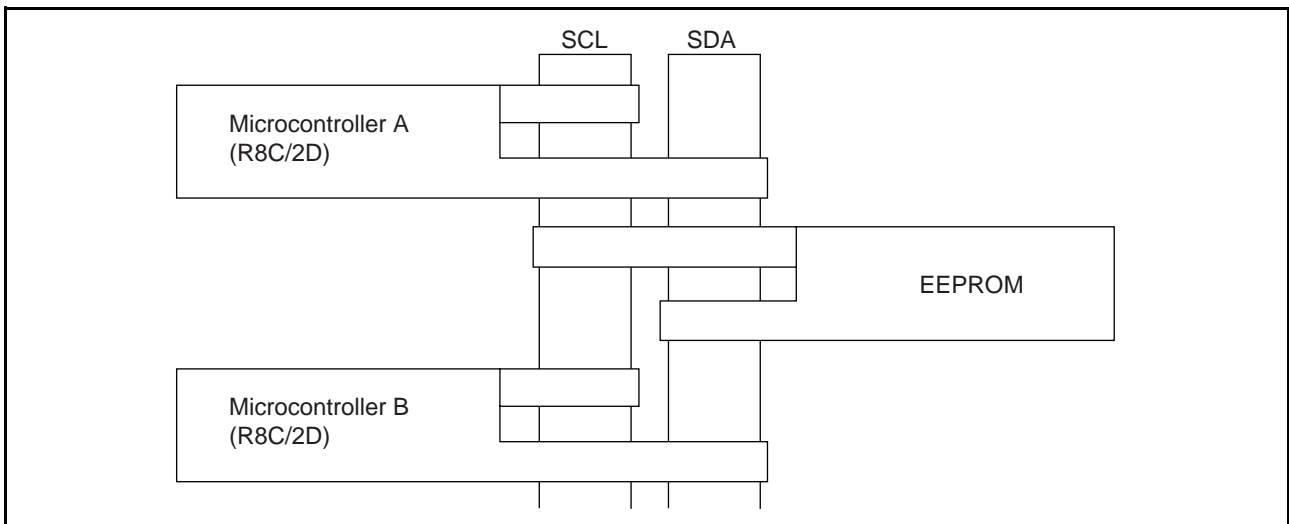 SCL
SDA
Microcontroller A
(R8C/2D)
EEPROM
Microcontroller B
(R8C/2D)